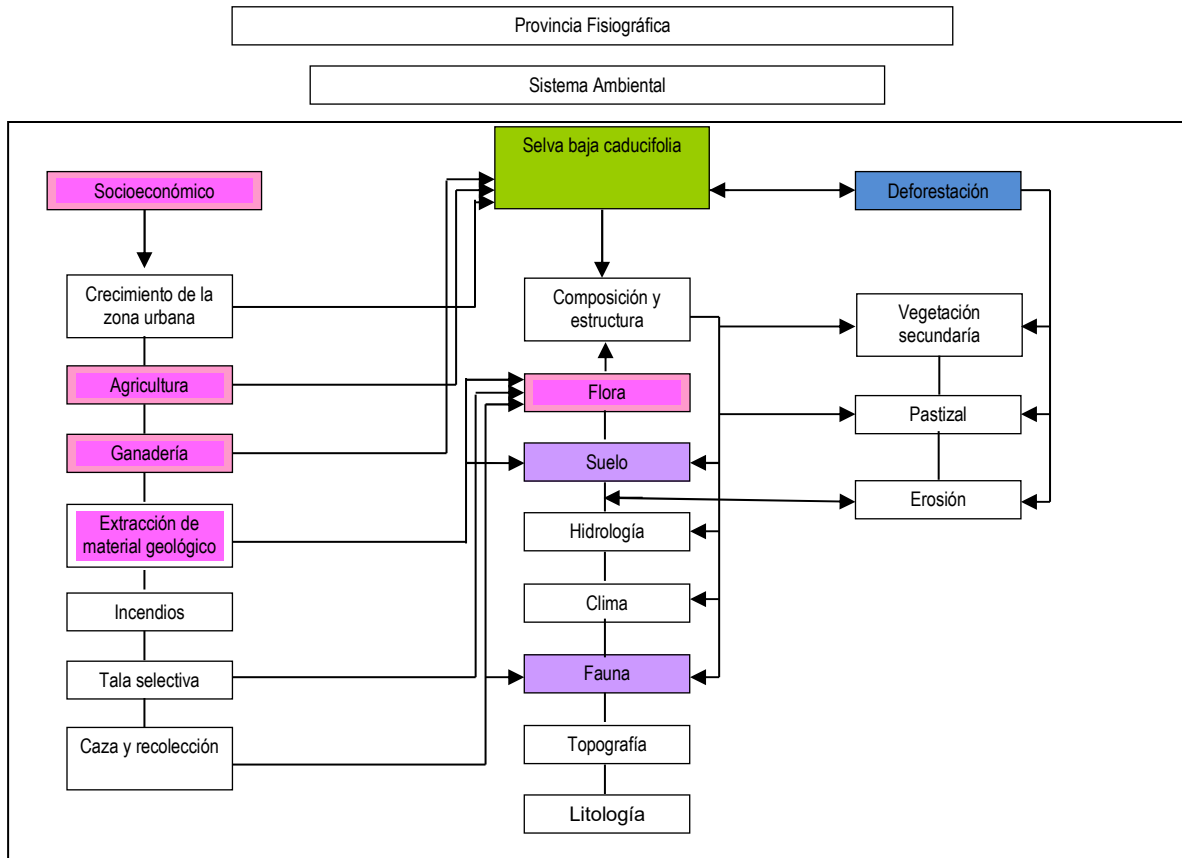 Provincia Fisiográfica
Sistema Ambiental
Selva baja caducifolia
Socioeconómico
Deforestación
Crecimiento de la
zona urbana
Composición y
estructura
Vegetación
secundaría
Agricultura
Flora
Pastizal
Ganadería
Suelo
Erosión
Extracción de
material geológico
Hidrología
Incendios
Clima
Tala selectiva
Fauna
Caza y recolección
Topografía
Litología